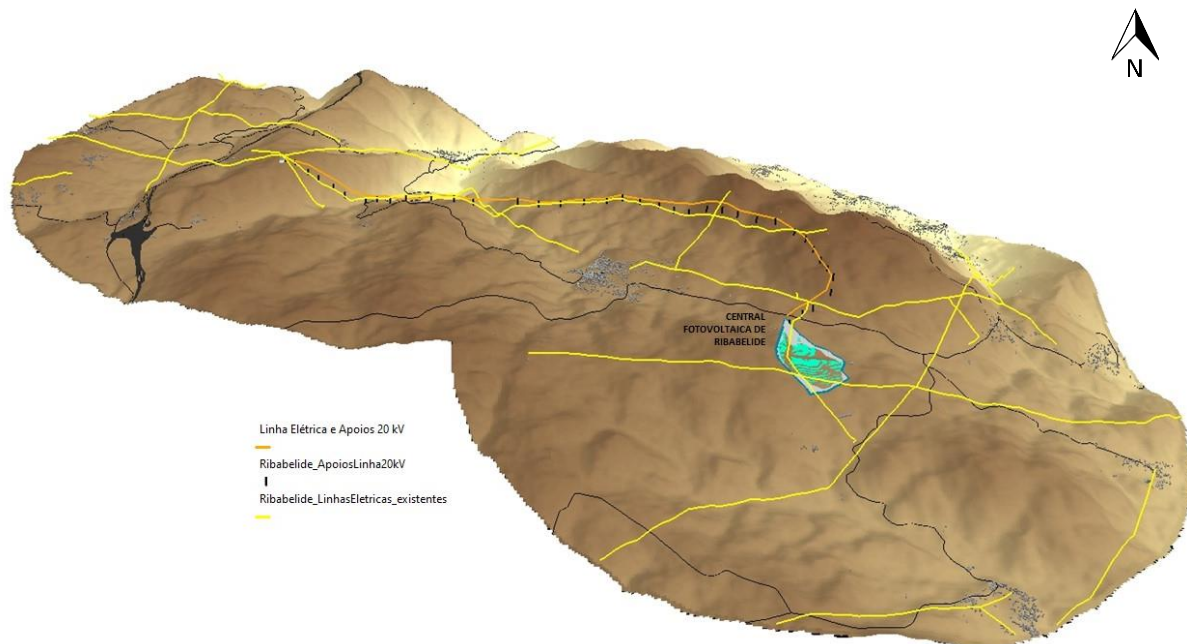 N
CENTRAL
FOTOVOLTAICA DE
RIBABELIDE
Linha Elétrica e Apoios 20 kV
Ribabelide_ApoiosLinha20kV
Ribabelide_LinhasEletricas_existentes